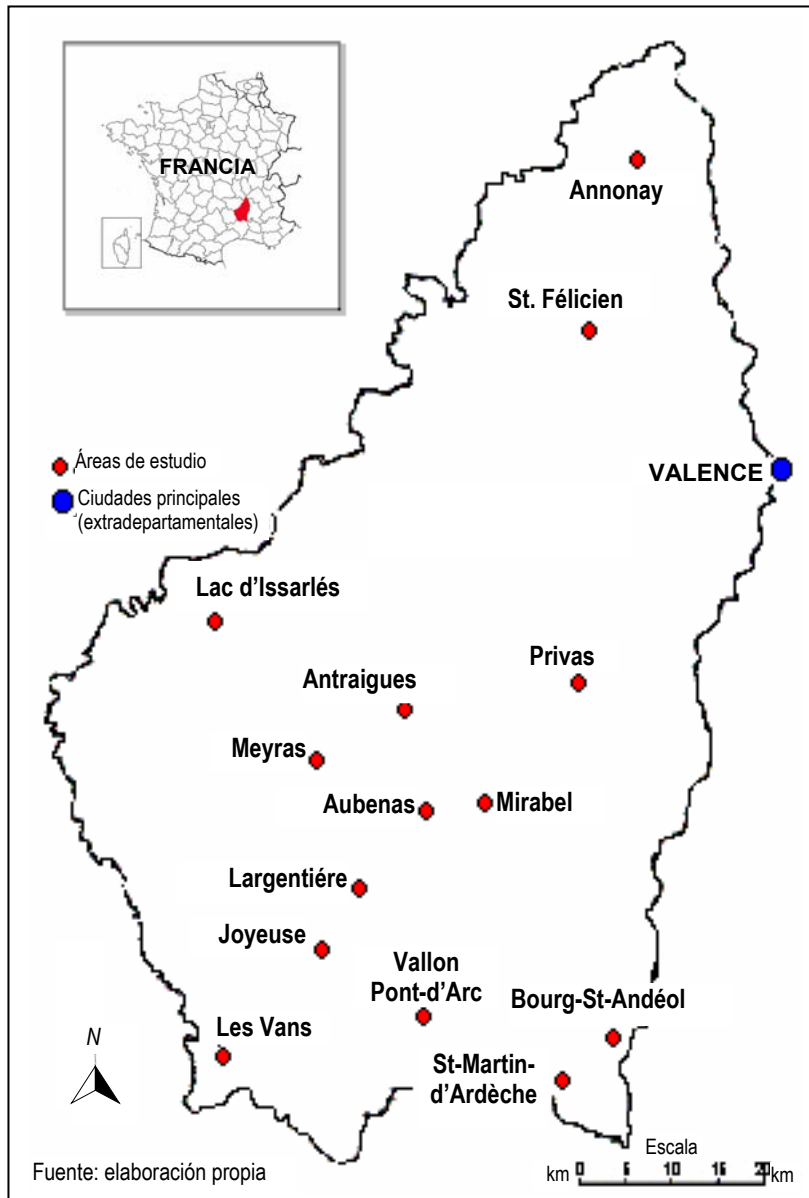 FRANCIA
Annonay
St. Félicien
Áreas de estudio
VALENCE
Ciudades principales
(extradepartamentales)
Lac d’Issarlés
Privas
Antraigues
Meyras
Aubenas
Mirabel
Largentiére
Joyeuse
Vallon
Pont-d’Arc
Bourg-St-Andéol
Les Vans
N
St-Martin-
d’Ardèche
Escala
Fuente: elaboración propia
km 0 5 10 15 20 km